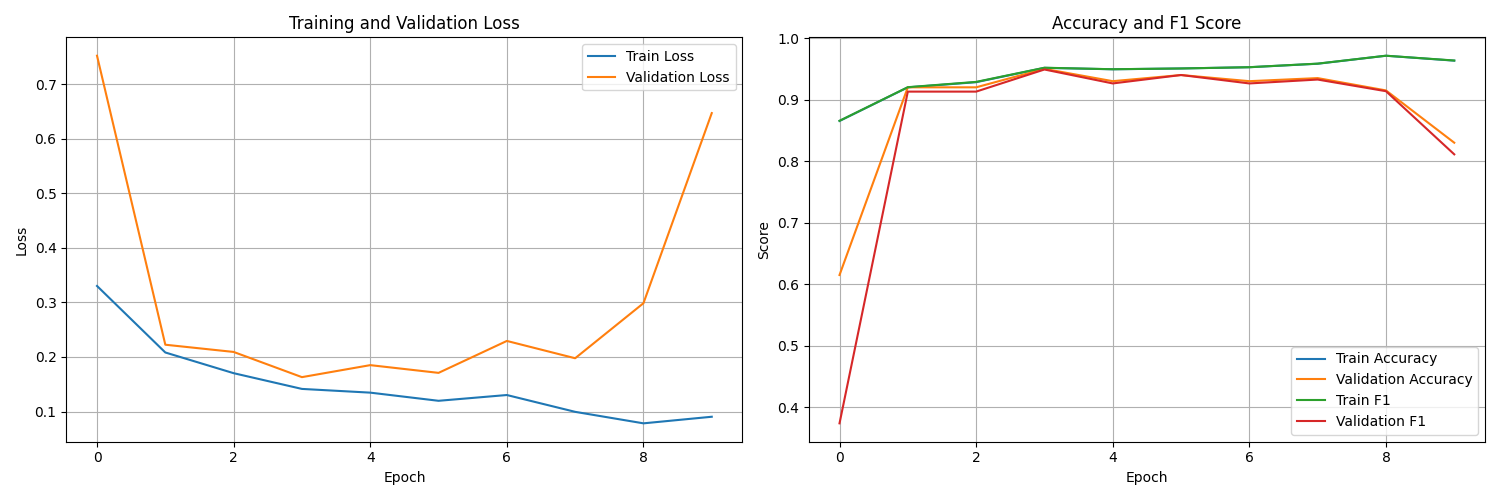 Training and Validation Loss
Train Loss
Validation Loss
0.7
0.6
0.5
0.4
0.3
0.2
0.1
Loss
0 2 4 6 8
Epoch
Accuracy and F1 Score
1.0
0.9
0.8
0.7
0.6
0.5
0.4
Score
Train Accuracy
Validation Accuracy
Train F1
Validation F1
0 2 4 6 8
Epoch